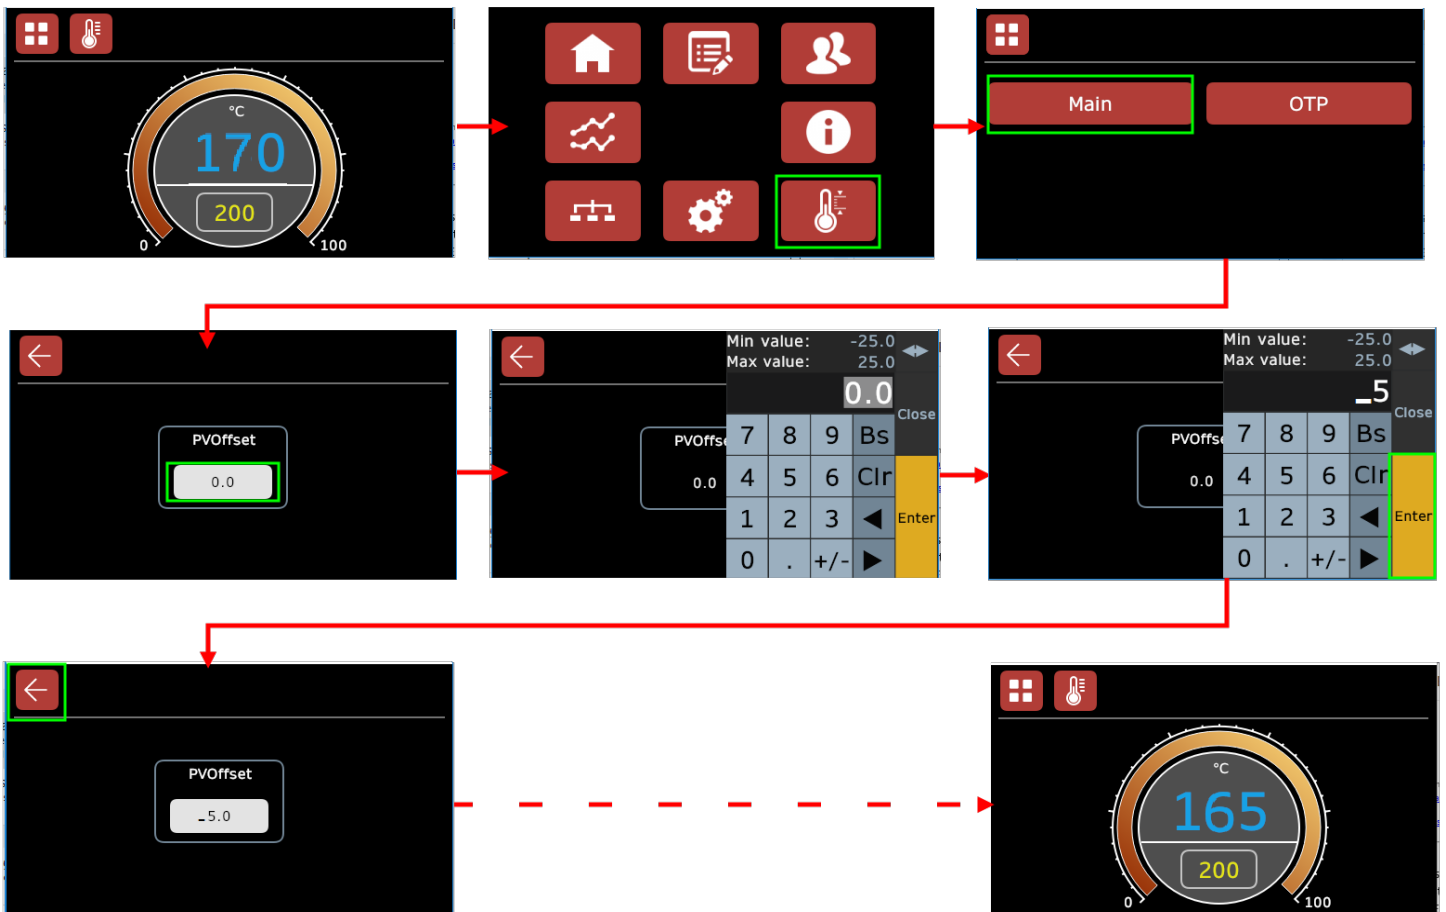 °C
170
200
0
100
Main
OTP
PVOffset
0.0
Min value: -25.0
Max value: 25.0
0.0
Close
PVOffse
0.0
7 8 9 Bs
4 5 6 Clr
1 2 3
Enter
0 . +/-
Min value: -25.0
Max value: 25.0
-5
Close
PVOffse
0.0
7 8 9 Bs
4 5 6 Clr
1 2 3
Enter
0 . +/-
PVOffset
-5.0
°C
165
200
0
100